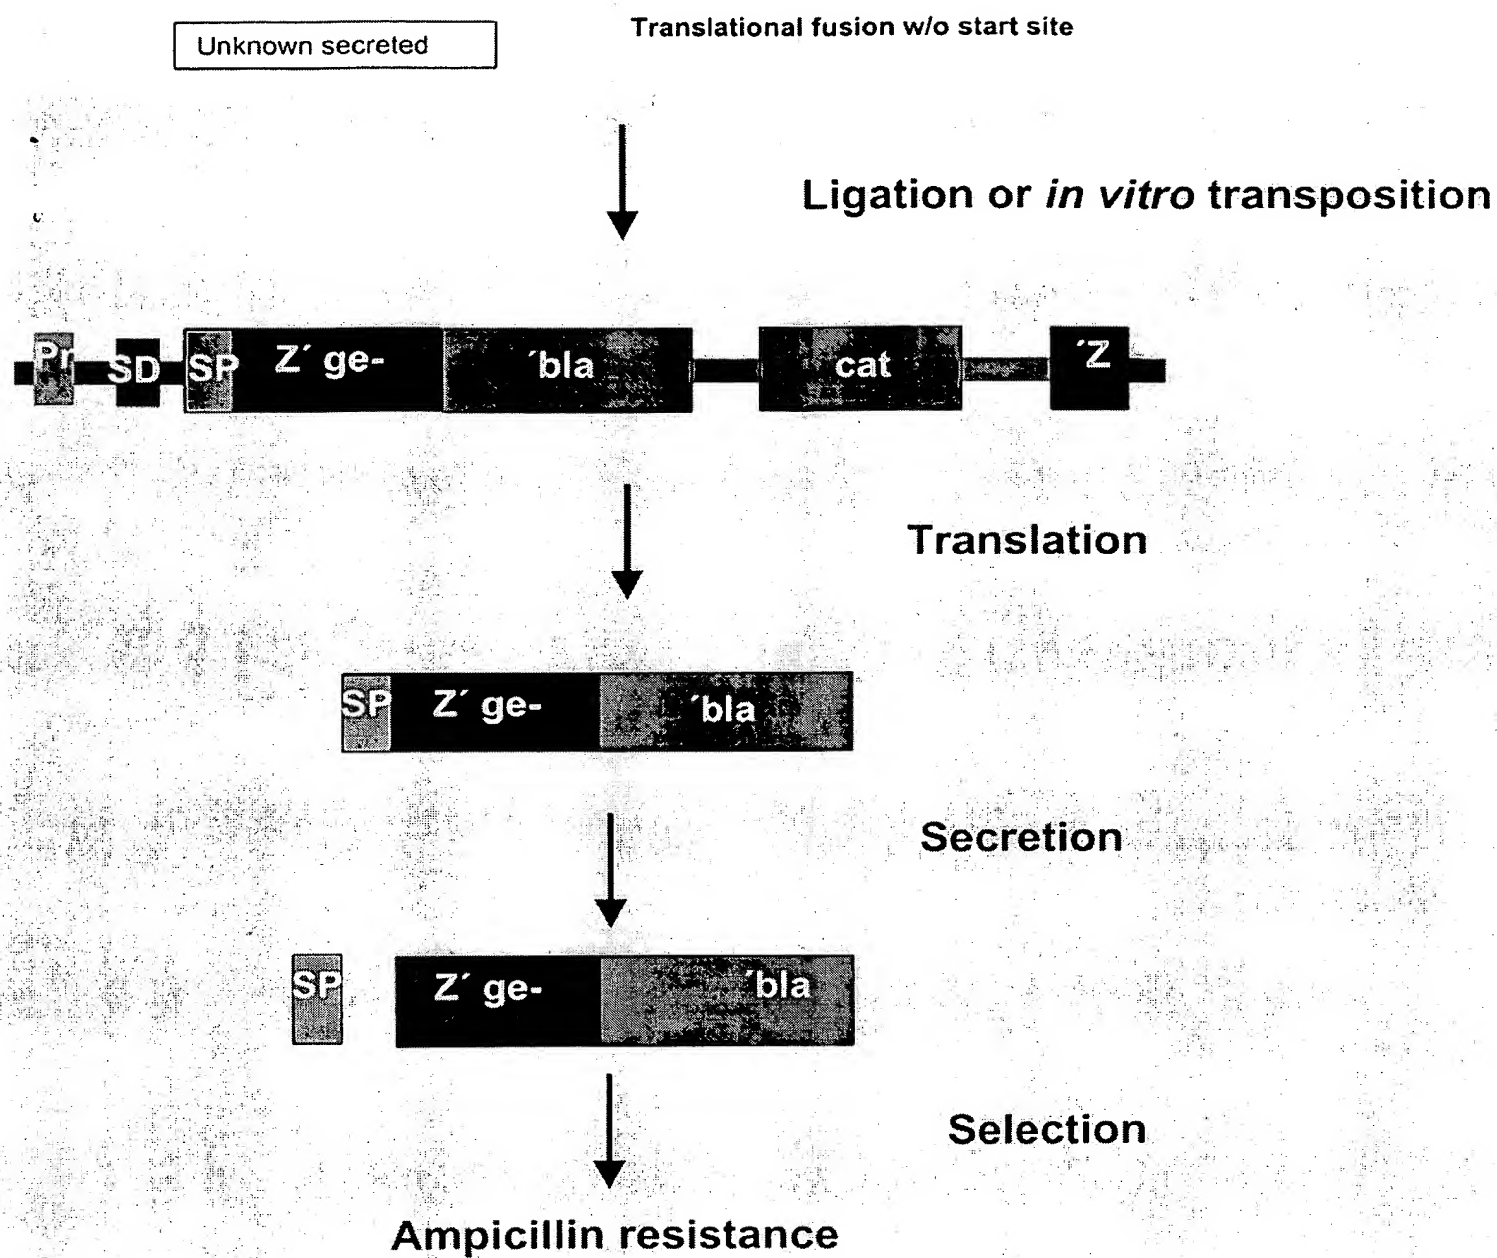 Translational fusion w/o start site
Unknown secreted
Ligation or in vitro transposition
Pr SD SP Z´ ge- ´bla cat ´Z
Translation
SP Z´ ge- ´bla
Secretion
SP Z´ ge- ´bla
Selection
Ampicillin resistance